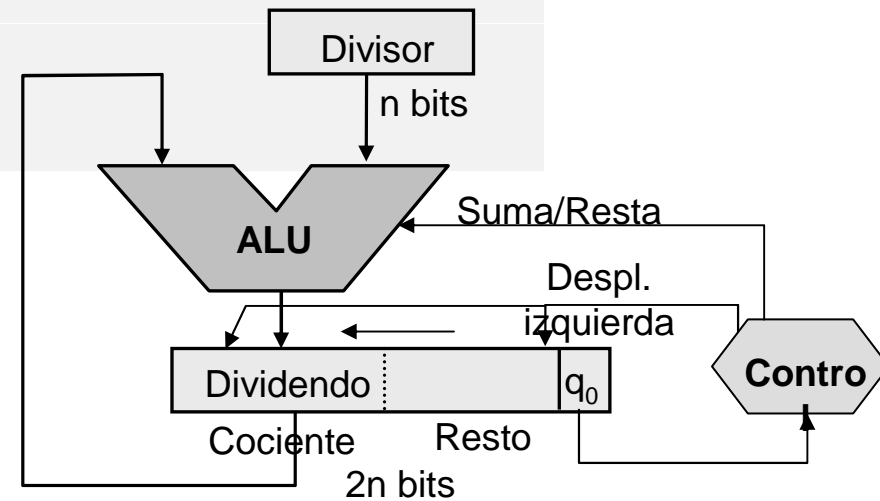 Divisor
n bits
ALU
Suma/Resta
Despl.
izquierda
Contro
Dividendo
q₀
Cociente
Resto
2n bits